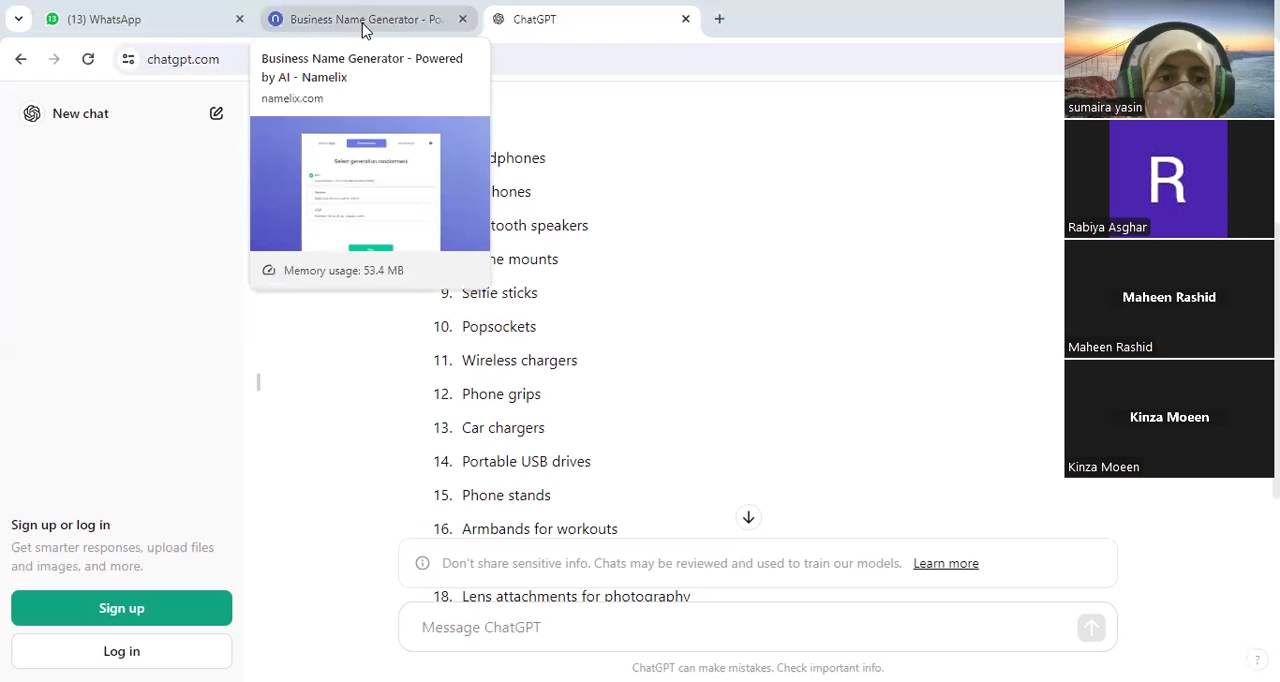 (13) WhatsApp
Business Name Generator - Po
ChatGPT
chatgpt.com
Business Name Generator - Powered
by AI - Namelix
namelix.com
Select generation randomness
Memory usage: 53.4 MB
New chat
dphones
hones
tooth speakers
ne mounts
9. Selfie sticks
10. Popsockets
11. Wireless chargers
12. Phone grips
13. Car chargers
14. Portable USB drives
15. Phone stands
16. Armbands for workouts
18. Lens attachments for photography
Sign up or log in
Get smarter responses, upload files
and images, and more.
Sign up
Log in
Don't share sensitive info. Chats may be reviewed and used to train our models. Learn more
Message ChatGPT
ChatGPT can make mistakes. Check important info.
?
sumaira yasin
R
Rabiya Asghar
Maheen Rashid
Maheen Rashid
Kinza Moeen
Kinza Moeen